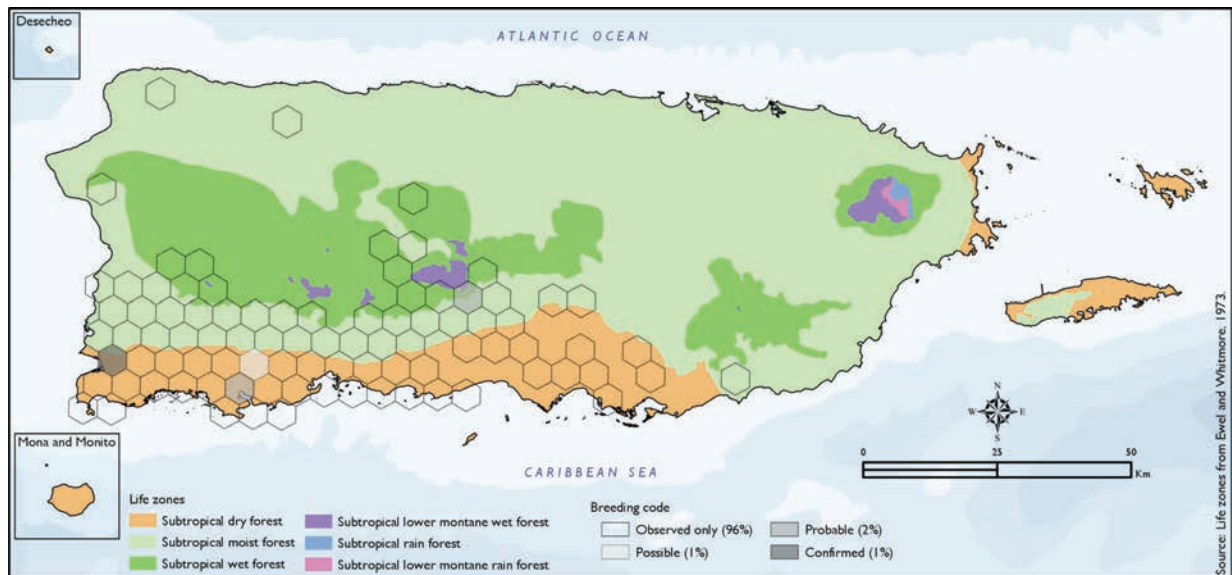 Desecheo
ATLANTIC OCEAN
Mona and Monito
CARIBBEAN SEA
N
W E
S
0 25 50
Km
Life zones
Subtropical dry forest
Subtropical moist forest
Subtropical wet forest
Subtropical lower montane wet forest
Subtropical rain forest
Subtropical lower montane rain forest
Breeding code
Observed only (96%)
Possible (1%)
Probable (2%)
Confirmed (1%)
Source: Life zones from Ewel and Whitmore, 1973.